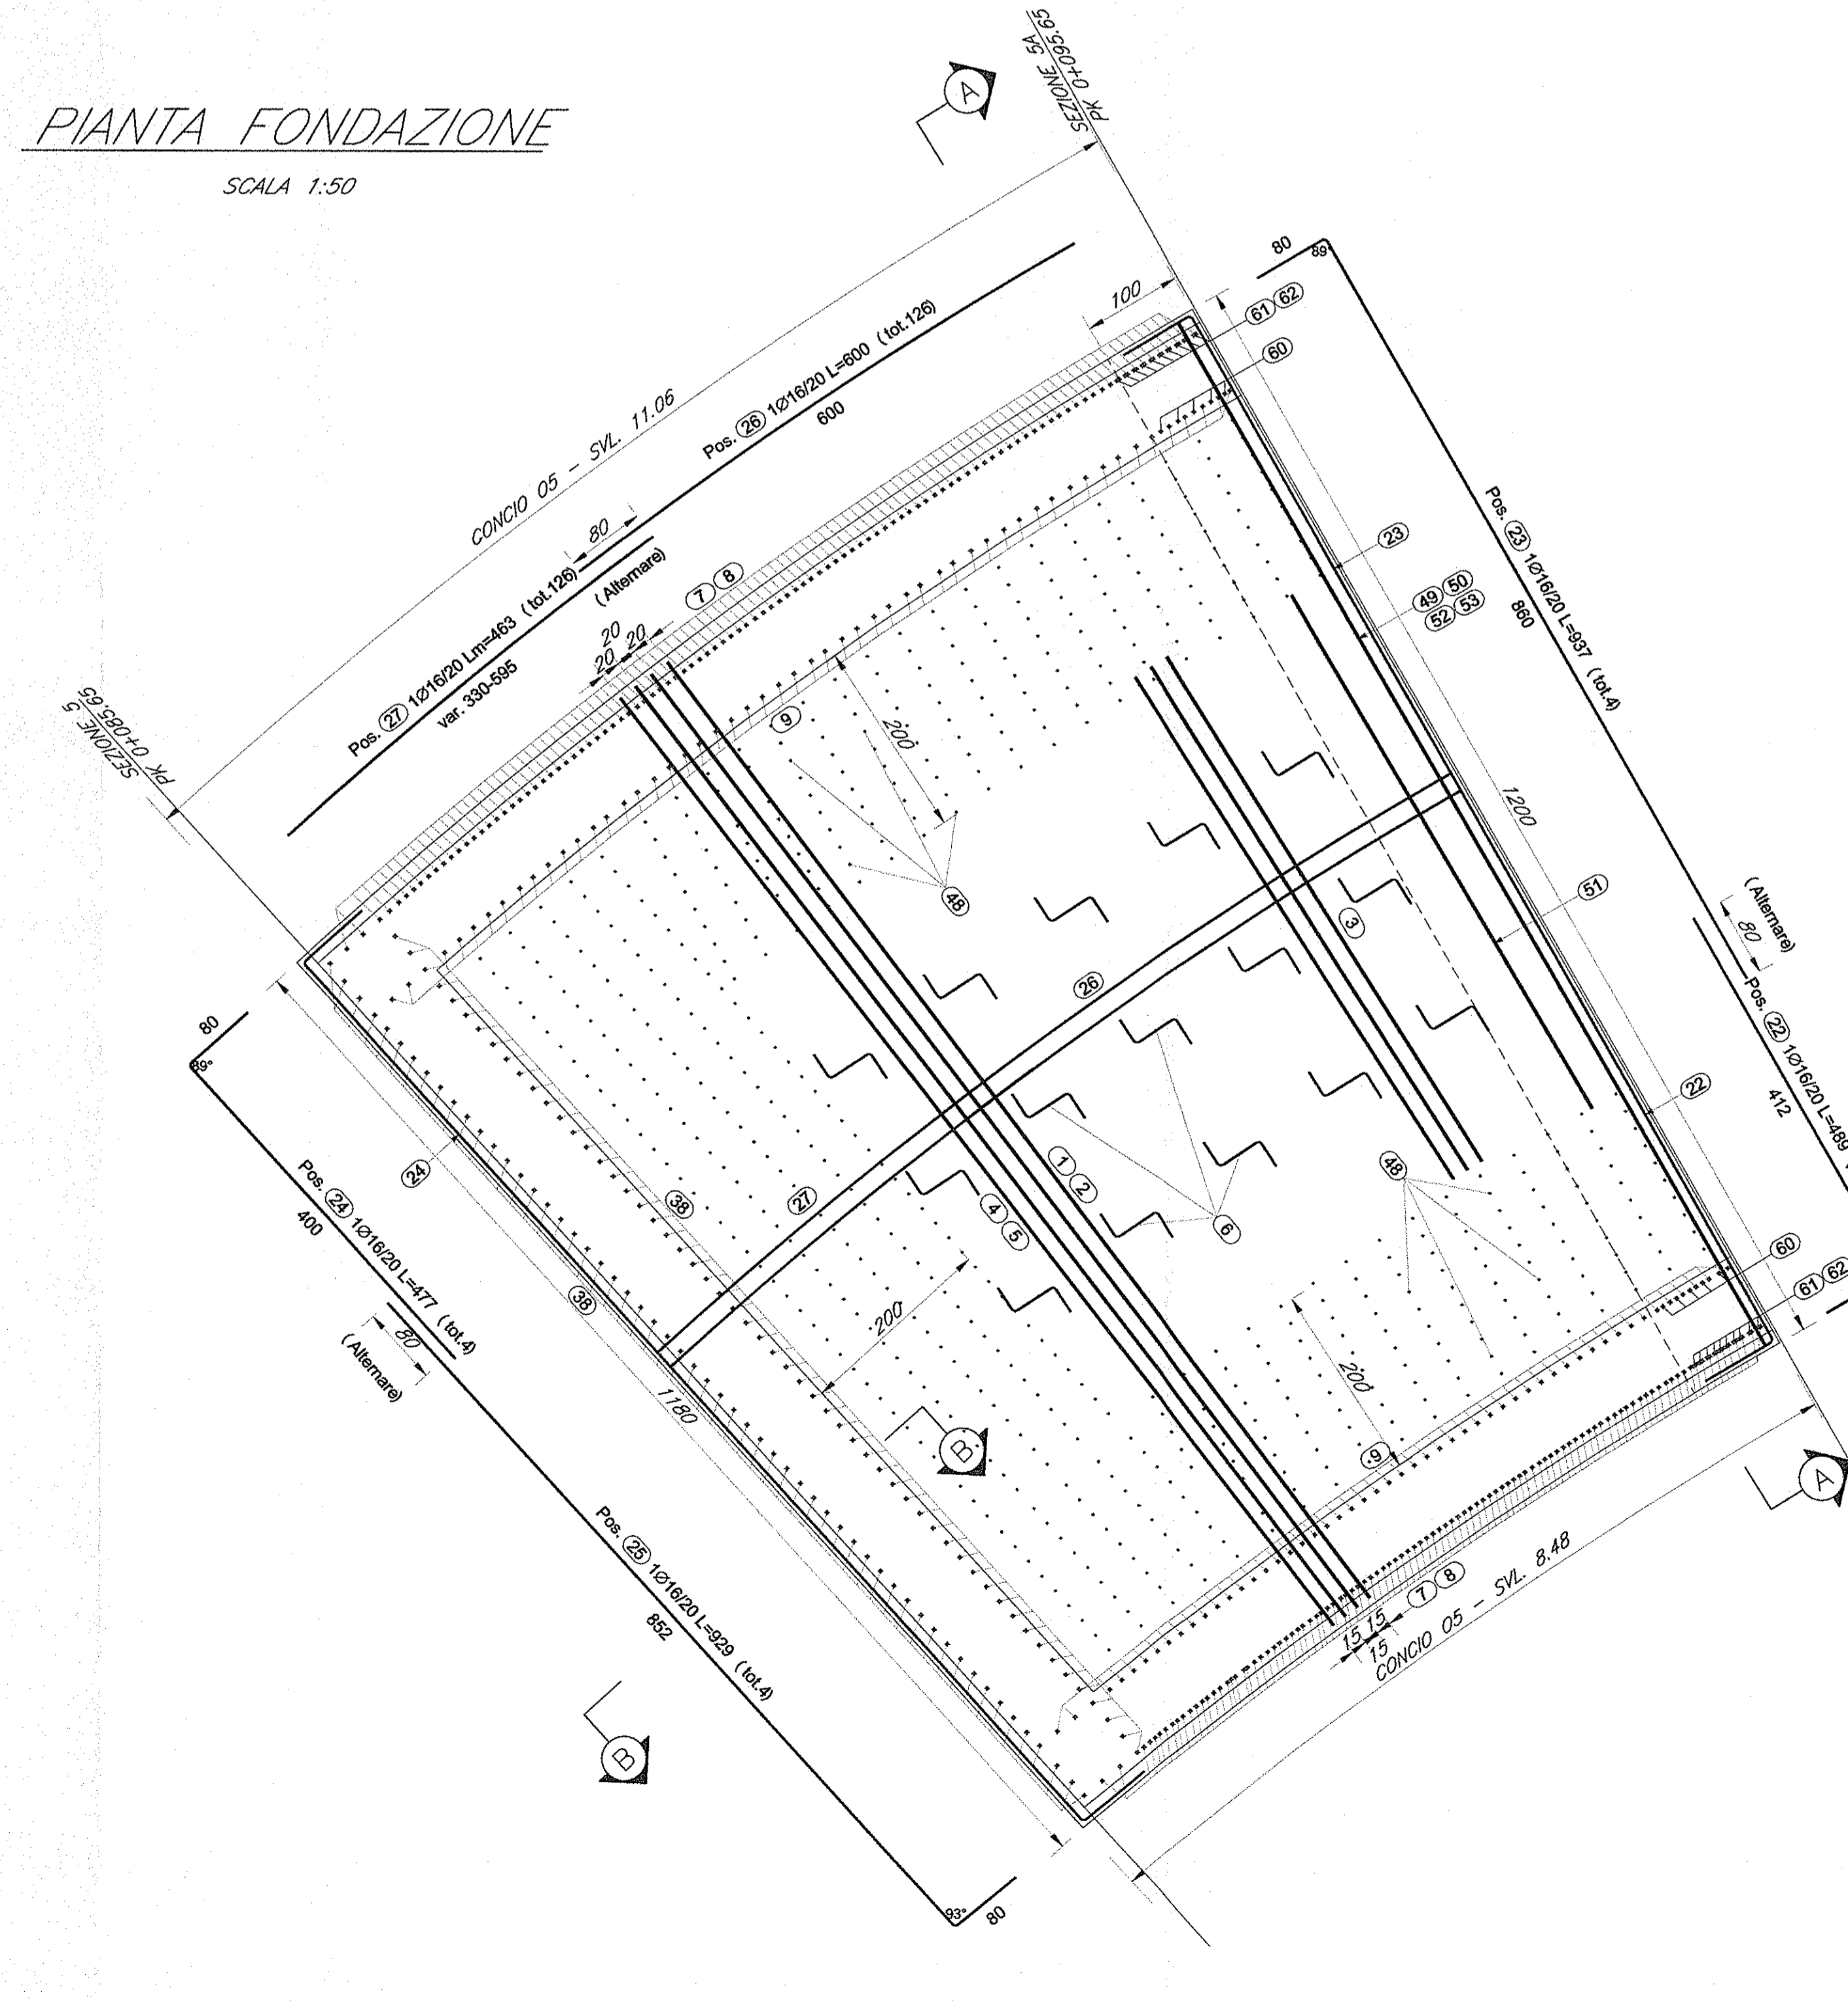 PIANTA FONDAZIONE
SCALA 1:50
A
SEZIONE 5A
PK 0+095.65
CONCIO 05 - SVL. 11.06
Pos. 26 1Ø16/20 L=600 (tot.126)
600
80
Pos. 27 1Ø16/20 Lm=463 (tot.126)
var. 330-595
(Alternare)
SEZIONE 5
PK 0+085.65
100
80
89°
61 62
60
Pos. 23 1Ø16/20 L=937 (tot.4)
860
23
49 50
52 53
7 8
20
20 20
9
200
48
3
26
1200
51
(Alternare)
80
Pos. 22 1Ø16/20 L=489
412
22
80
89°
24
Pos. 24 1Ø16/20 L=477 (tot.4)
400
80
(Alternare)
38
38
27
1 2
4 5
6
48
60
61 62
200
200
1180
B
9
A
Pos. 25 1Ø16/20 L=929 (tot.4)
852
7 8
15 15
15
CONCIO 05 - SVL. 8.48
B
93°
80